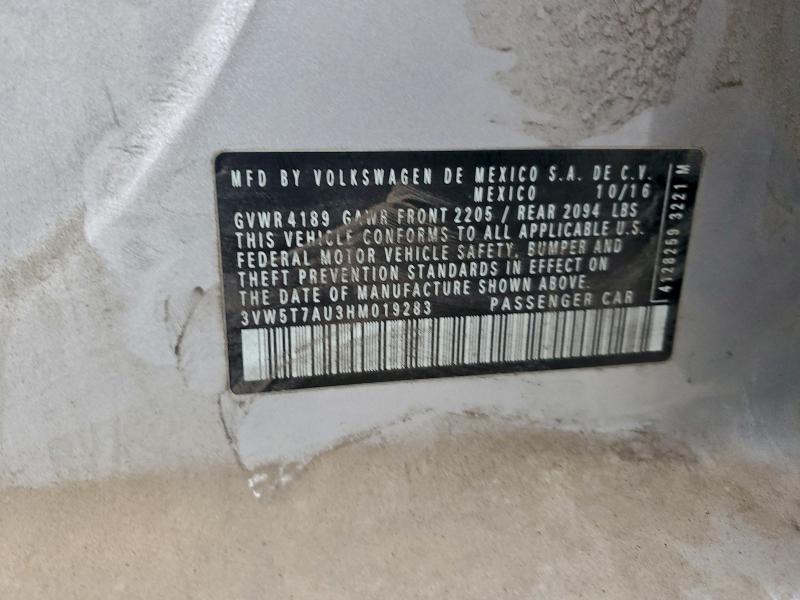 MFD BY VOLKSWAGEN DE MEXICO S.A. DE C.V.
MEXICO 10/16
GVWR 4189 GAWR FRONT 2205 / REAR 2094 LBS
THIS VEHICLE CONFORMS TO ALL APPLICABLE U.S.
FEDERAL MOTOR VEHICLE SAFETY, BUMPER AND
THEFT PREVENTION STANDARDS IN EFFECT ON
THE DATE OF MANUFACTURE SHOWN ABOVE.
3VW5T7AU3HM019283 PASSENGER CAR
4128259 3221 M